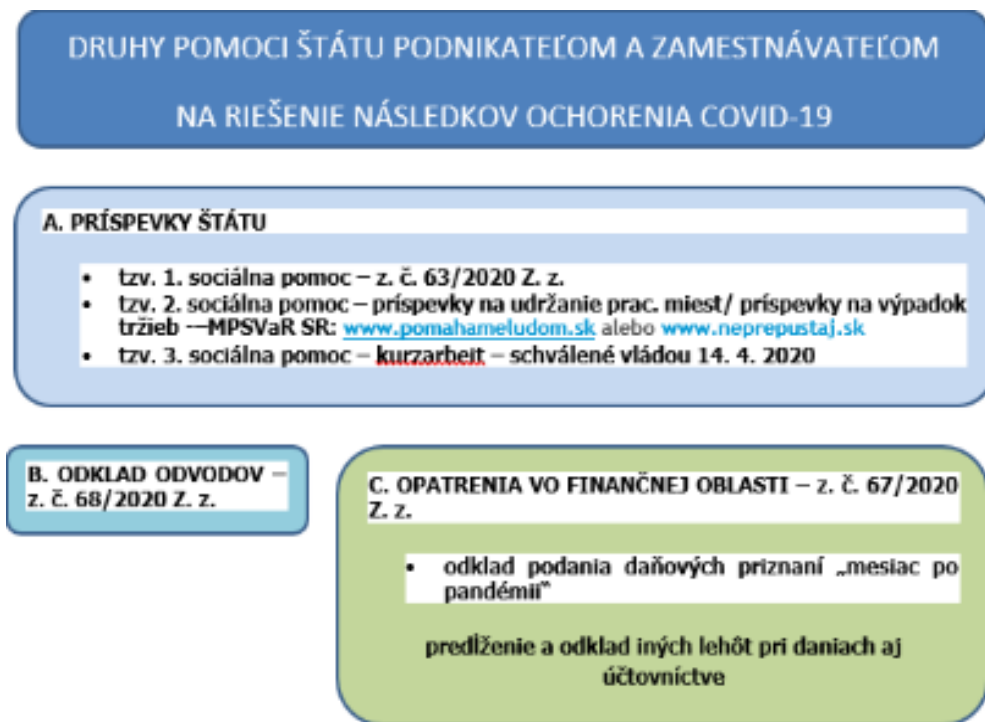 DRUHY POMOCI ŠTÁTU PODNIKATEĽOM A ZAMESTNÁVATEĽOM
NA RIEŠENIE NÁSLEDKOV OCHORENIA COVID-19
A. PRÍSPEVKY ŠTÁTU
• tzv. 1. sociálna pomoc – z. č. 63/2020 Z. z.
• tzv. 2. sociálna pomoc – príspevky na udržanie prac. miest/ príspevky na výpadok
tržieb –-MPSVaR SR: www.pomahameludom.sk alebo www.neprepustaj.sk
• tzv. 3. sociálna pomoc – kurzarbeit – schválené vládou 14. 4. 2020
B. ODKLAD ODVODOV –
z. č. 68/2020 Z. z.
C. OPATRENIA VO FINANČNEJ OBLASTI – z. č. 67/2020
Z. z.
• odklad podania daňových priznaní „mesiac po
pandémii“
predĺženie a odklad iných lehôt pri daniach aj
účtovníctve